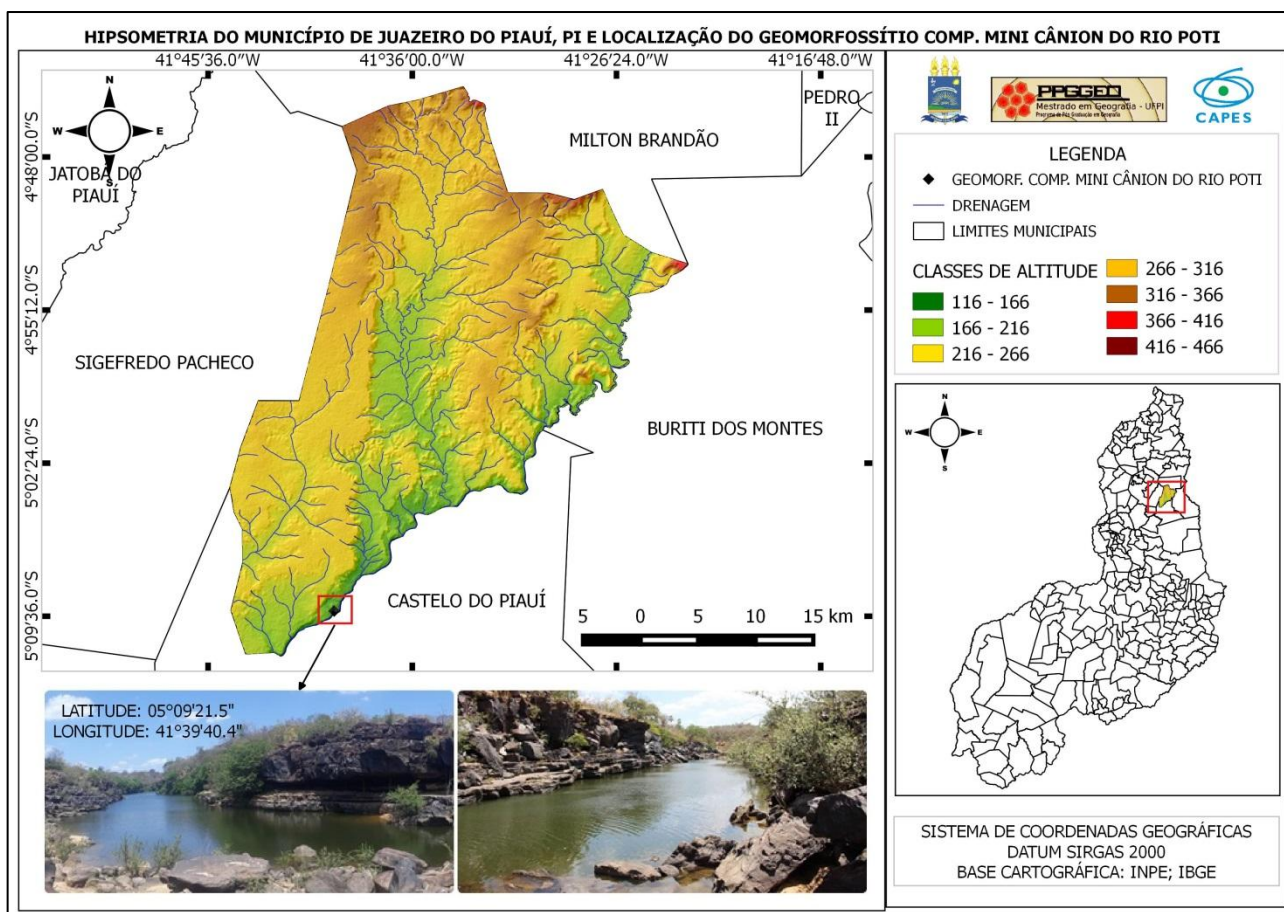 HIPSOMETRIA DO MUNICÍPIO DE JUAZEIRO DO PIAUÍ, PI E LOCALIZAÇÃO DO GEOMORFOSSÍTIO COMP. MINI CÂNION DO RIO POTI
41°45'36.0"W
41°36'00.0"W
41°26'24.0"W
41°16'48.0"W
4°48'00.0"S
4°55'12.0"S
5°02'24.0"S
5°09'36.0"S
N
W
E
S
JATOBÁ DO
PIAUÍ
MILTON BRANDÃO
PEDRO
II
SIGEFREDO PACHECO
BURITI DOS MONTES
CASTELO DO PIAUÍ
5 0 5 10 15 km
LATITUDE: 05°09'21.5"
LONGITUDE: 41°39'40.4"
PPGGEO
Mestrado em Geografia - UFPI
Programa de Pós-Graduação em Geografia
CAPES
LEGENDA
GEOMORF. COMP. MINI CÂNION DO RIO POTI
DRENAGEM
LIMITES MUNICIPAIS
CLASSES DE ALTITUDE
116 - 166
166 - 216
216 - 266
266 - 316
316 - 366
366 - 416
416 - 466
N
W
E
S
SISTEMA DE COORDENADAS GEOGRÁFICAS
DATUM SIRGAS 2000
BASE CARTOGRÁFICA: INPE; IBGE